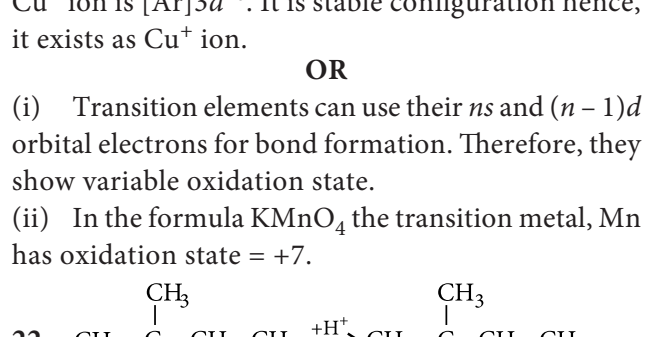 Cu⁺ ion is [Ar]3d . It is stable configuration hence,
it exists as Cu⁺ ion.
OR
(i) Transition elements can use their ns and (n – 1)d
orbital electrons for bond formation. Therefore, they
show variable oxidation state.
(ii) In the formula KMnO₄ the transition metal, Mn
has oxidation state = +7.
CH₃ CH₃
+H⁺